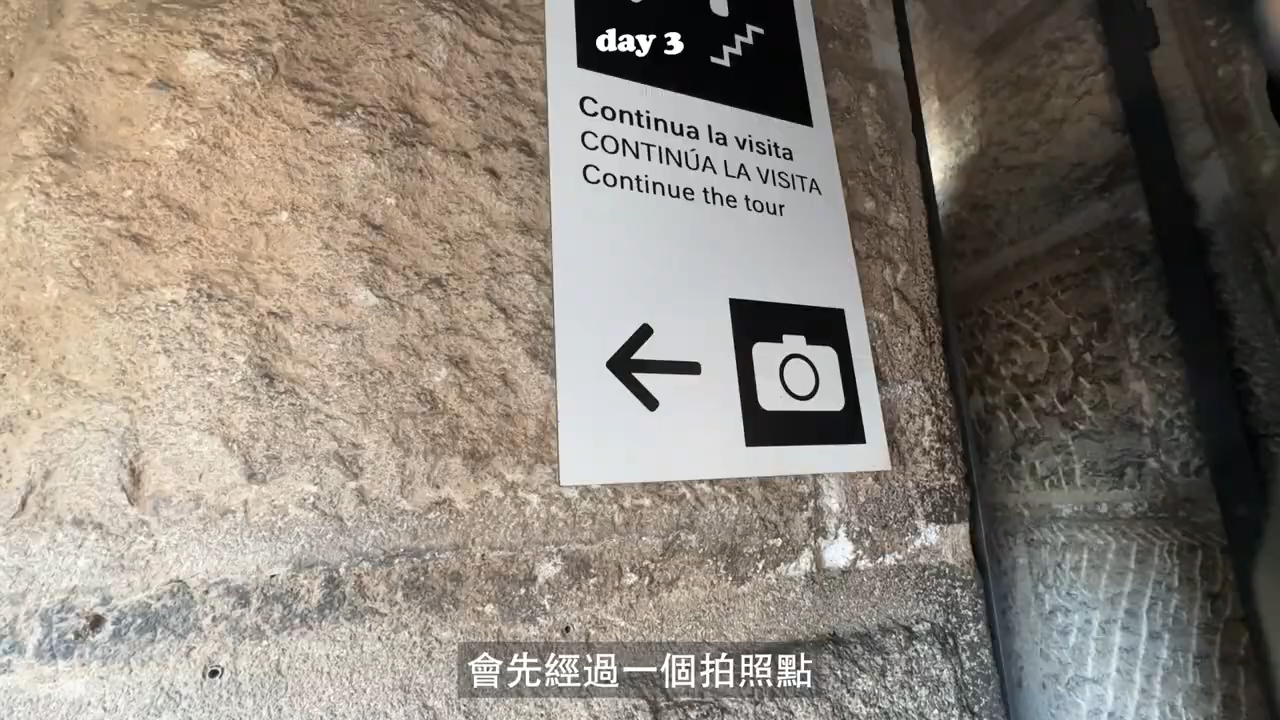 day 3
Continua la visita
CONTINÚA LA VISITA
Continue the tour
會先經過一個拍照點